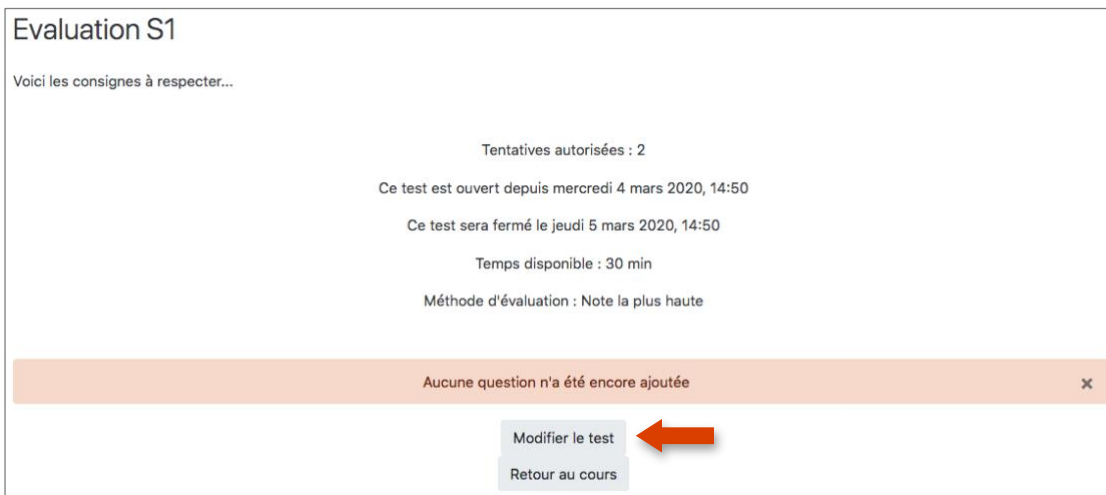 Evaluation S1
Voici les consignes à respecter...
Tentatives autorisées : 2
Ce test est ouvert depuis mercredi 4 mars 2020, 14:50
Ce test sera fermé le jeudi 5 mars 2020, 14:50
Temps disponible : 30 min
Méthode d'évaluation : Note la plus haute
Aucune question n'a été encore ajoutée ×
Modifier le test
Retour au cours